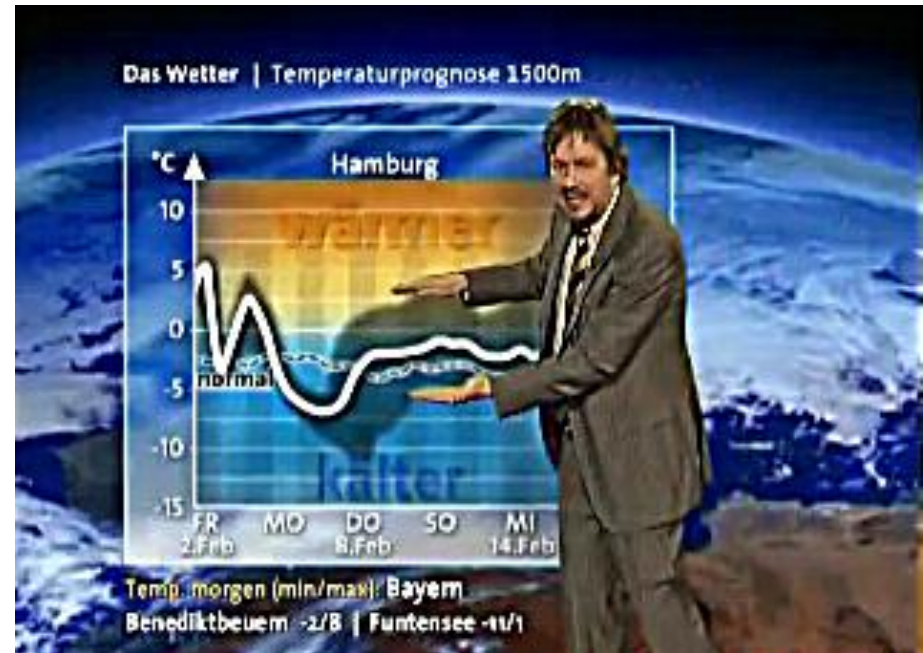 Das Wetter | Temperaturprognose 1500m
°C
Hamburg
10
wärmer
5
0
normal
-5
-10
kälter
-15
FR MO DO SO MI
2.Feb 8.Feb 14.Feb
Temp. morgen (min/max): Bayern
Benediktbeuern -2/8 | Funtensee -11/1